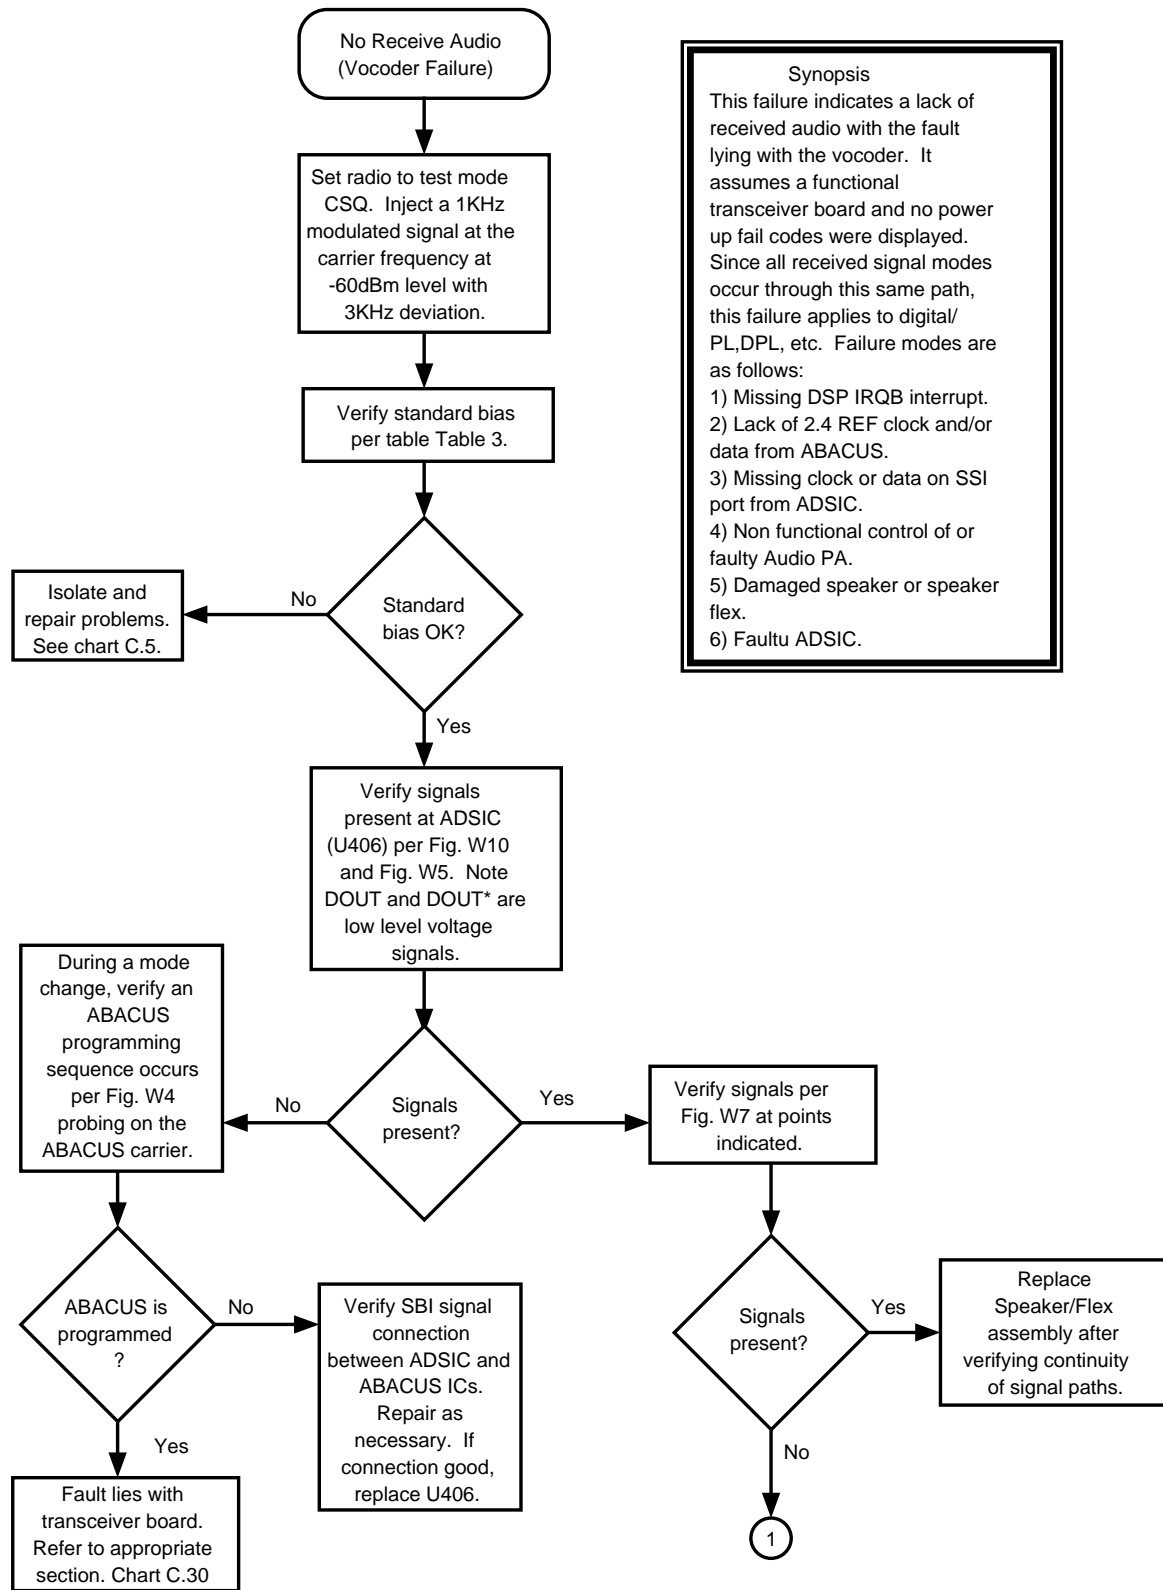 No Receive Audio
(Vocoder Failure)
Synopsis
This failure indicates a lack of
received audio with the fault
lying with the vocoder. It
assumes a functional
transceiver board and no power
up fail codes were displayed.
Since all received signal modes
occur through this same path,
this failure applies to digital/
PL,DPL, etc. Failure modes are
as follows:
1) Missing DSP IRQB interrupt.
2) Lack of 2.4 REF clock and/or
data from ABACUS.
3) Missing clock or data on SSI
port from ADSIC.
4) Non functional control of or
faulty Audio PA.
5) Damaged speaker or speaker
flex.
6) Faultu ADSIC.
Set radio to test mode
CSQ. Inject a 1KHz
modulated signal at the
carrier frequency at
-60dBm level with
3KHz deviation.
Verify standard bias
per table Table 3.
Standard
bias OK?
No
Isolate and
repair problems.
See chart C.5.
Yes
Verify signals
present at ADSIC
(U406) per Fig. W10
and Fig. W5. Note
DOUT and DOUT* are
low level voltage
signals.
Signals
present?
No
During a mode
change, verify an
ABACUS
programming
sequence occurs
per Fig. W4
probing on the
ABACUS carrier.
Yes
Verify signals per
Fig. W7 at points
indicated.
ABACUS is
programmed
?
No
Verify SBI signal
connection
between ADSIC and
ABACUS ICs.
Repair as
necessary. If
connection good,
replace U406.
Yes
Fault lies with
transceiver board.
Refer to appropriate
section. Chart C.30
Signals
present?
Yes
Replace
Speaker/Flex
assembly after
verifying continuity
of signal paths.
No
1